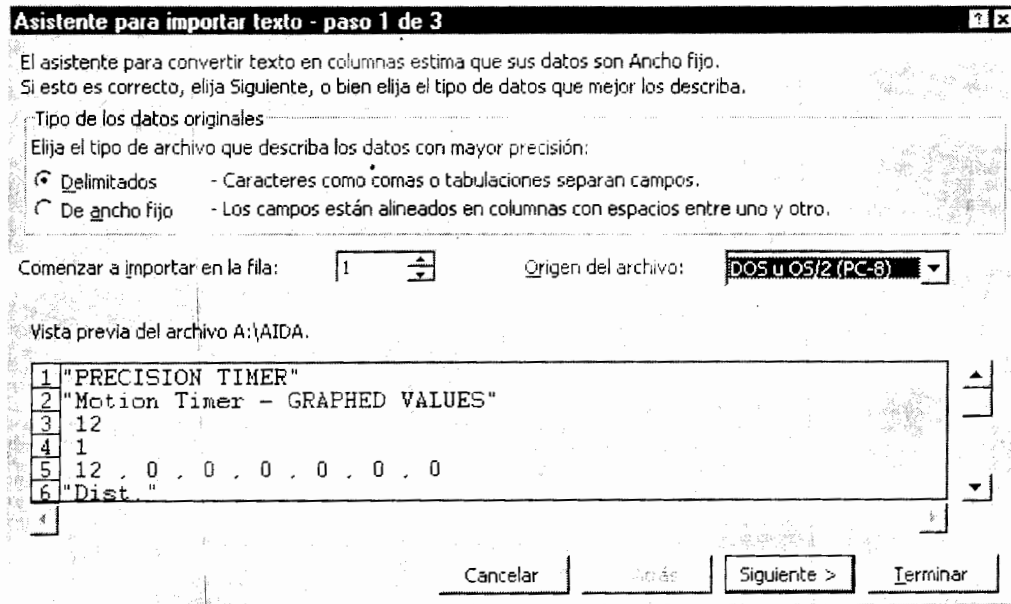 Asistente para importar texto - paso 1 de 3
El asistente para convertir texto en columnas estima que sus datos son Ancho fijo.
Si esto es correcto, elija Siguiente, o bien elija el tipo de datos que mejor los describa.
Tipo de los datos originales
Elija el tipo de archivo que describa los datos con mayor precisión:
Delimitados - Caracteres como comas o tabulaciones separan campos.
De ancho fijo - Los campos están alineados en columnas con espacios entre uno y otro.
Comenzar a importar en la fila: 1 Origen del archivo: DOS u OS/2 (PC-8)
Vista previa del archivo A:\AIDA.
1 "PRECISION TIMER"
2 "Motion Timer - GRAPHED VALUES"
3 12
4 1
5 12 , 0 , 0 , 0 , 0 , 0 , 0
6 "Dist."
Cancelar Atrás Siguiente > Terminar